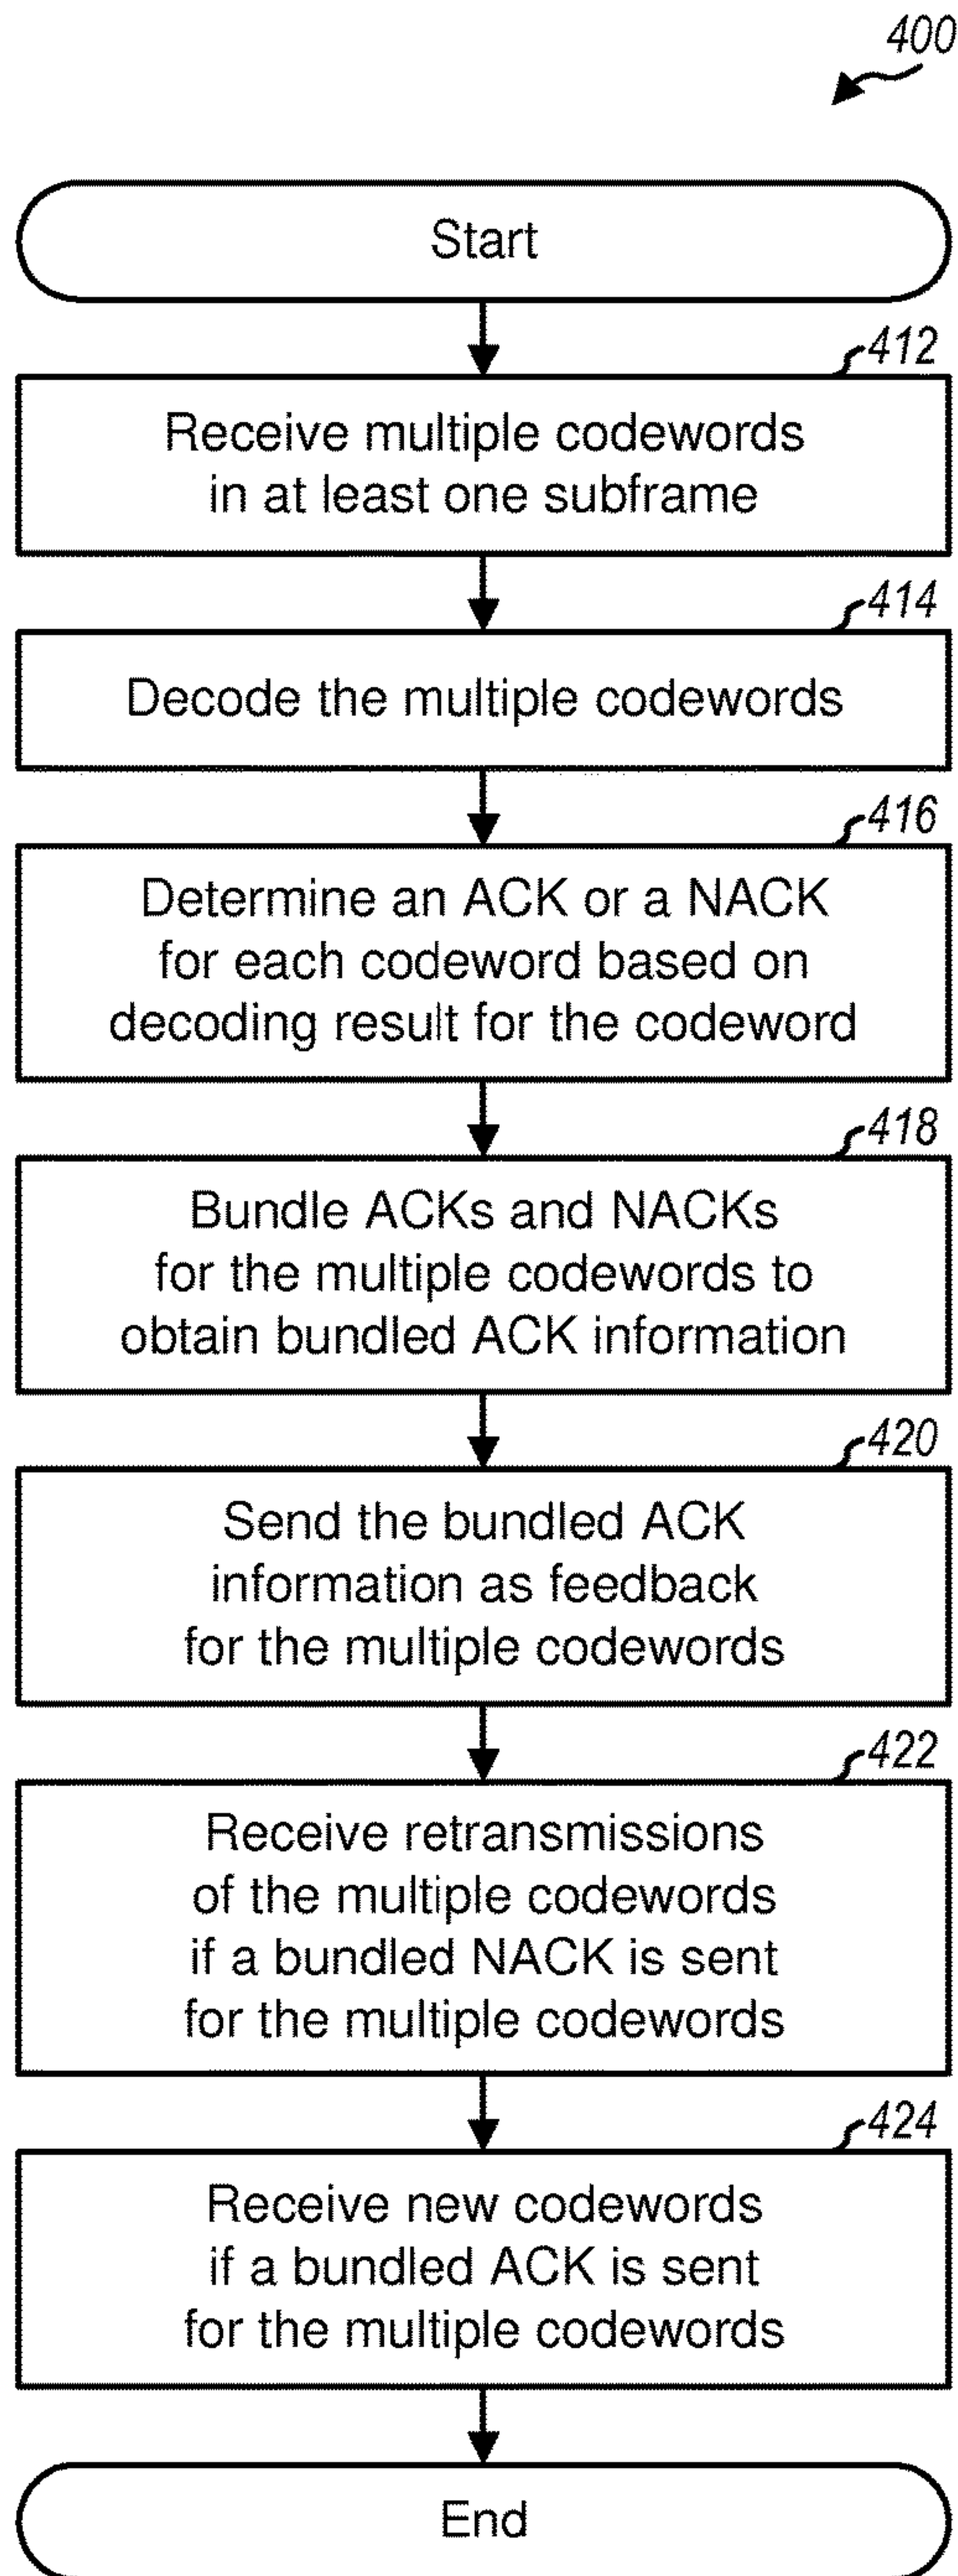 400
Start
412
Receive multiple codewords
in at least one subframe
414
Decode the multiple codewords
416
Determine an ACK or a NACK
for each codeword based on
decoding result for the codeword
418
Bundle ACKs and NACKs
for the multiple codewords to
obtain bundled ACK information
420
Send the bundled ACK
information as feedback
for the multiple codewords
422
Receive retransmissions
of the multiple codewords
if a bundled NACK is sent
for the multiple codewords
424
Receive new codewords
if a bundled ACK is sent
for the multiple codewords
End